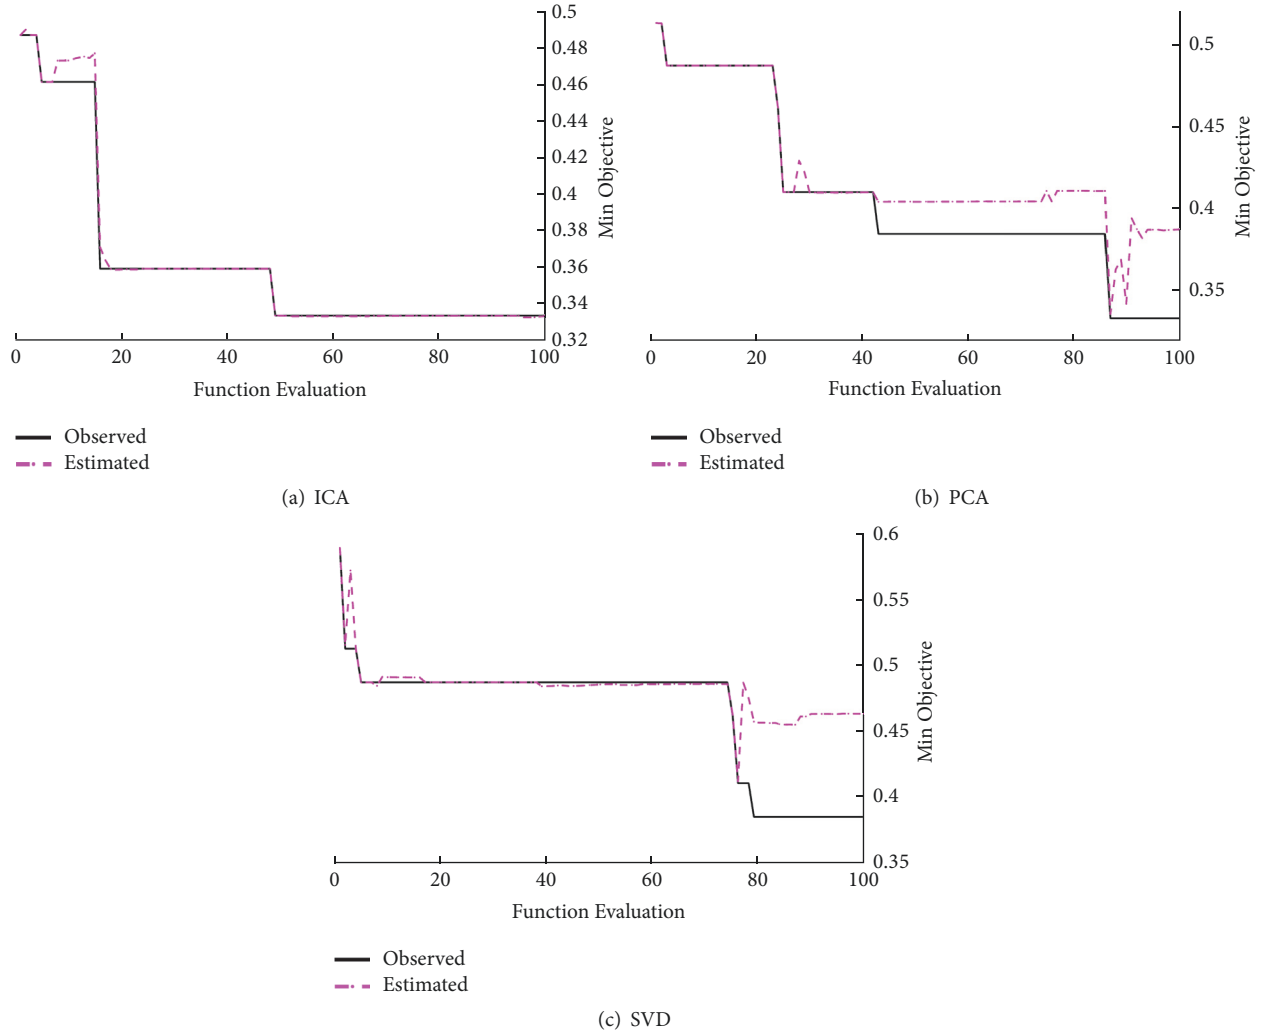 0.5
0.48
0.46
0.44
0.42
0.4
0.38
0.36
0.34
0.32
Min Objective
0 20 40 60 80 100
Function Evaluation
Observed
Estimated
(a) ICA
0.5
0.45
0.4
0.35
Min Objective
0 20 40 60 80 100
Function Evaluation
Observed
Estimated
(b) PCA
0.6
0.55
0.5
0.45
0.4
0.35
Min Objective
0 20 40 60 80 100
Function Evaluation
Observed
Estimated
(c) SVD